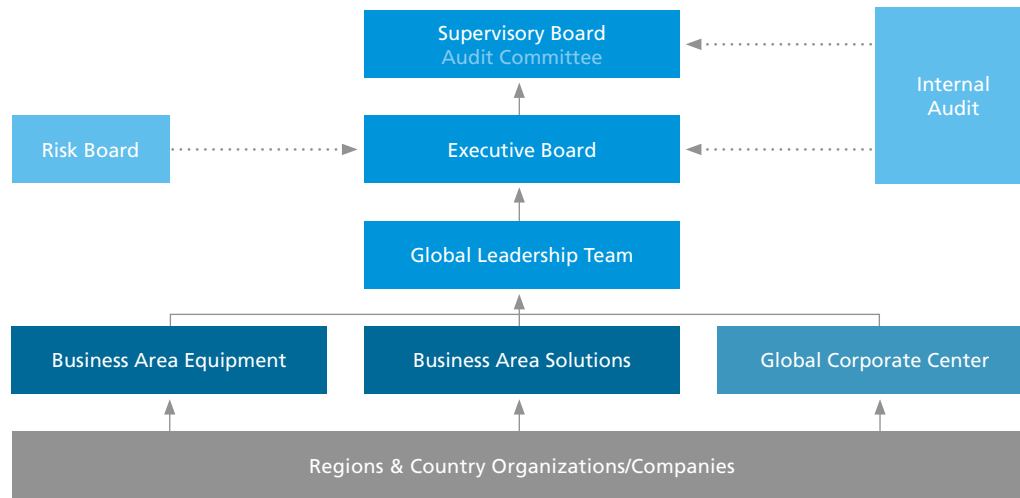 Supervisory Board
Audit Committee
Internal
Audit
Risk Board
Executive Board
Global Leadership Team
Business Area Equipment
Business Area Solutions
Global Corporate Center
Regions & Country Organizations/Companies